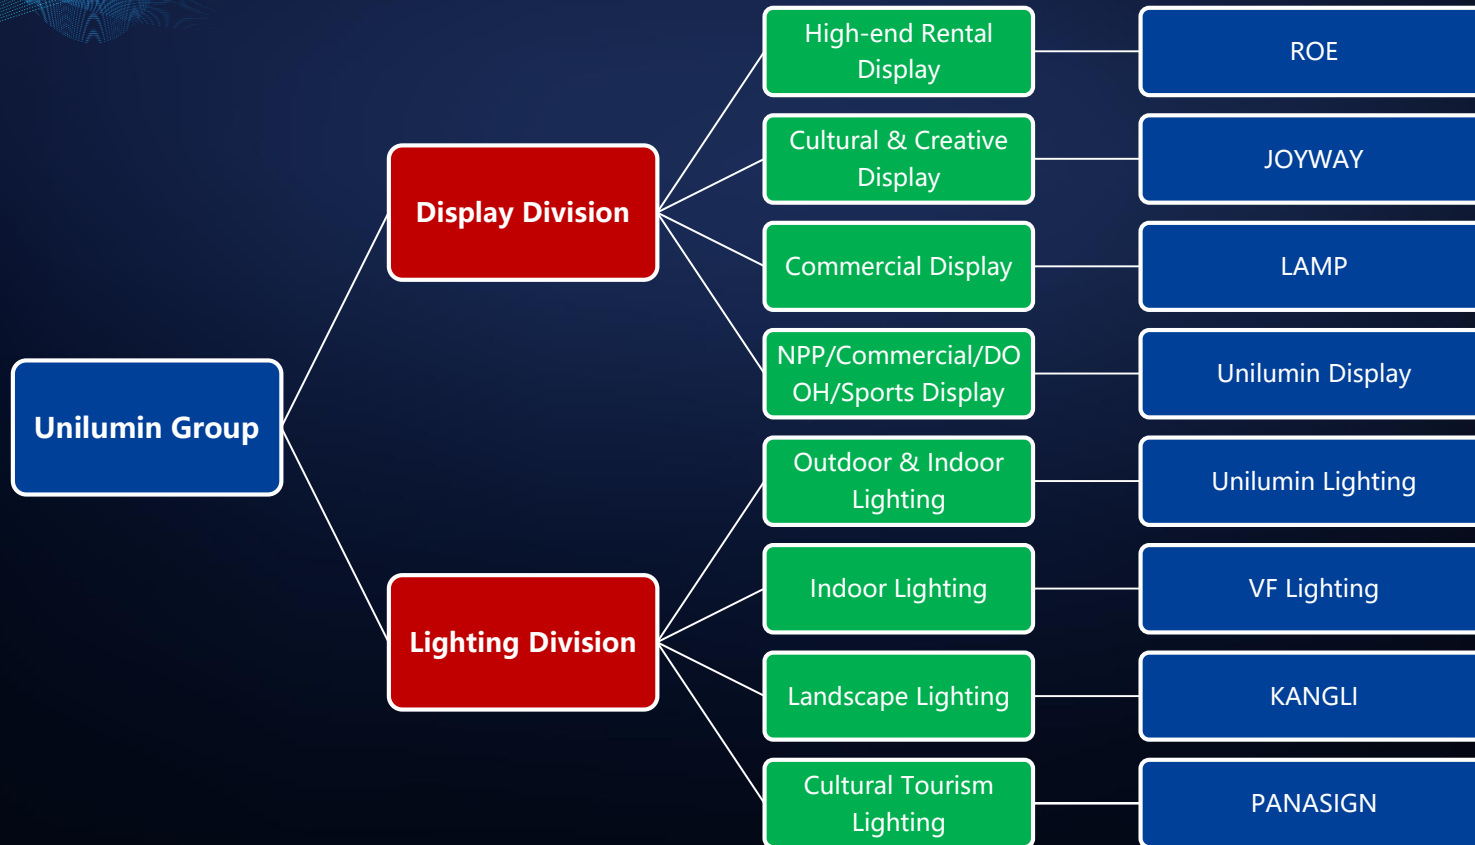 Unilumin Group
Display Division
Lighting Division
High-end Rental
Display
ROE
Cultural & Creative
Display
JOYWAY
Commercial Display
LAMP
NPP/Commercial/DO
OH/Sports Display
Unilumin Display
Outdoor & Indoor
Lighting
Unilumin Lighting
Indoor Lighting
VF Lighting
Landscape Lighting
KANGLI
Cultural Tourism
Lighting
PANASIGN